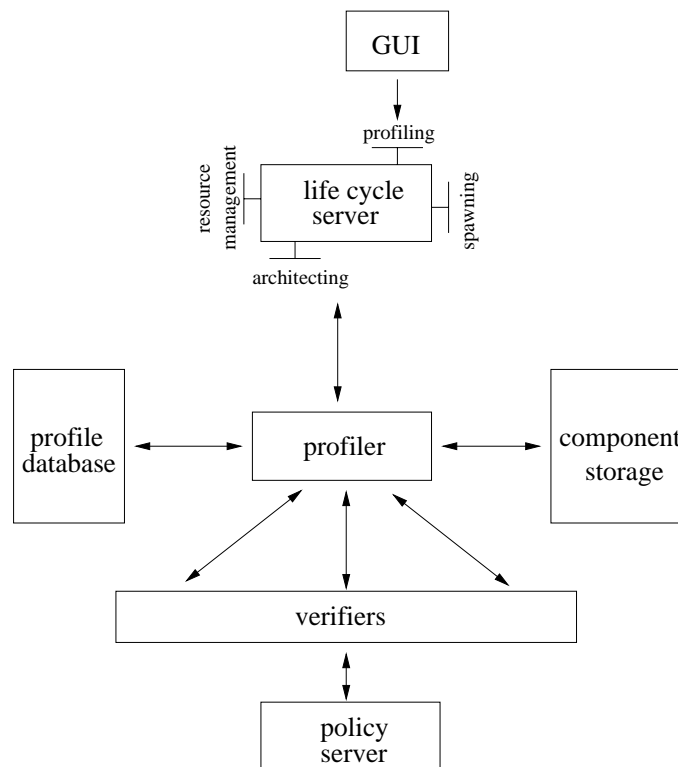 GUI
profiling
resource
management
life cycle
server
spawning
architecting
profile
database
profiler
component
storage
verifiers
policy
server